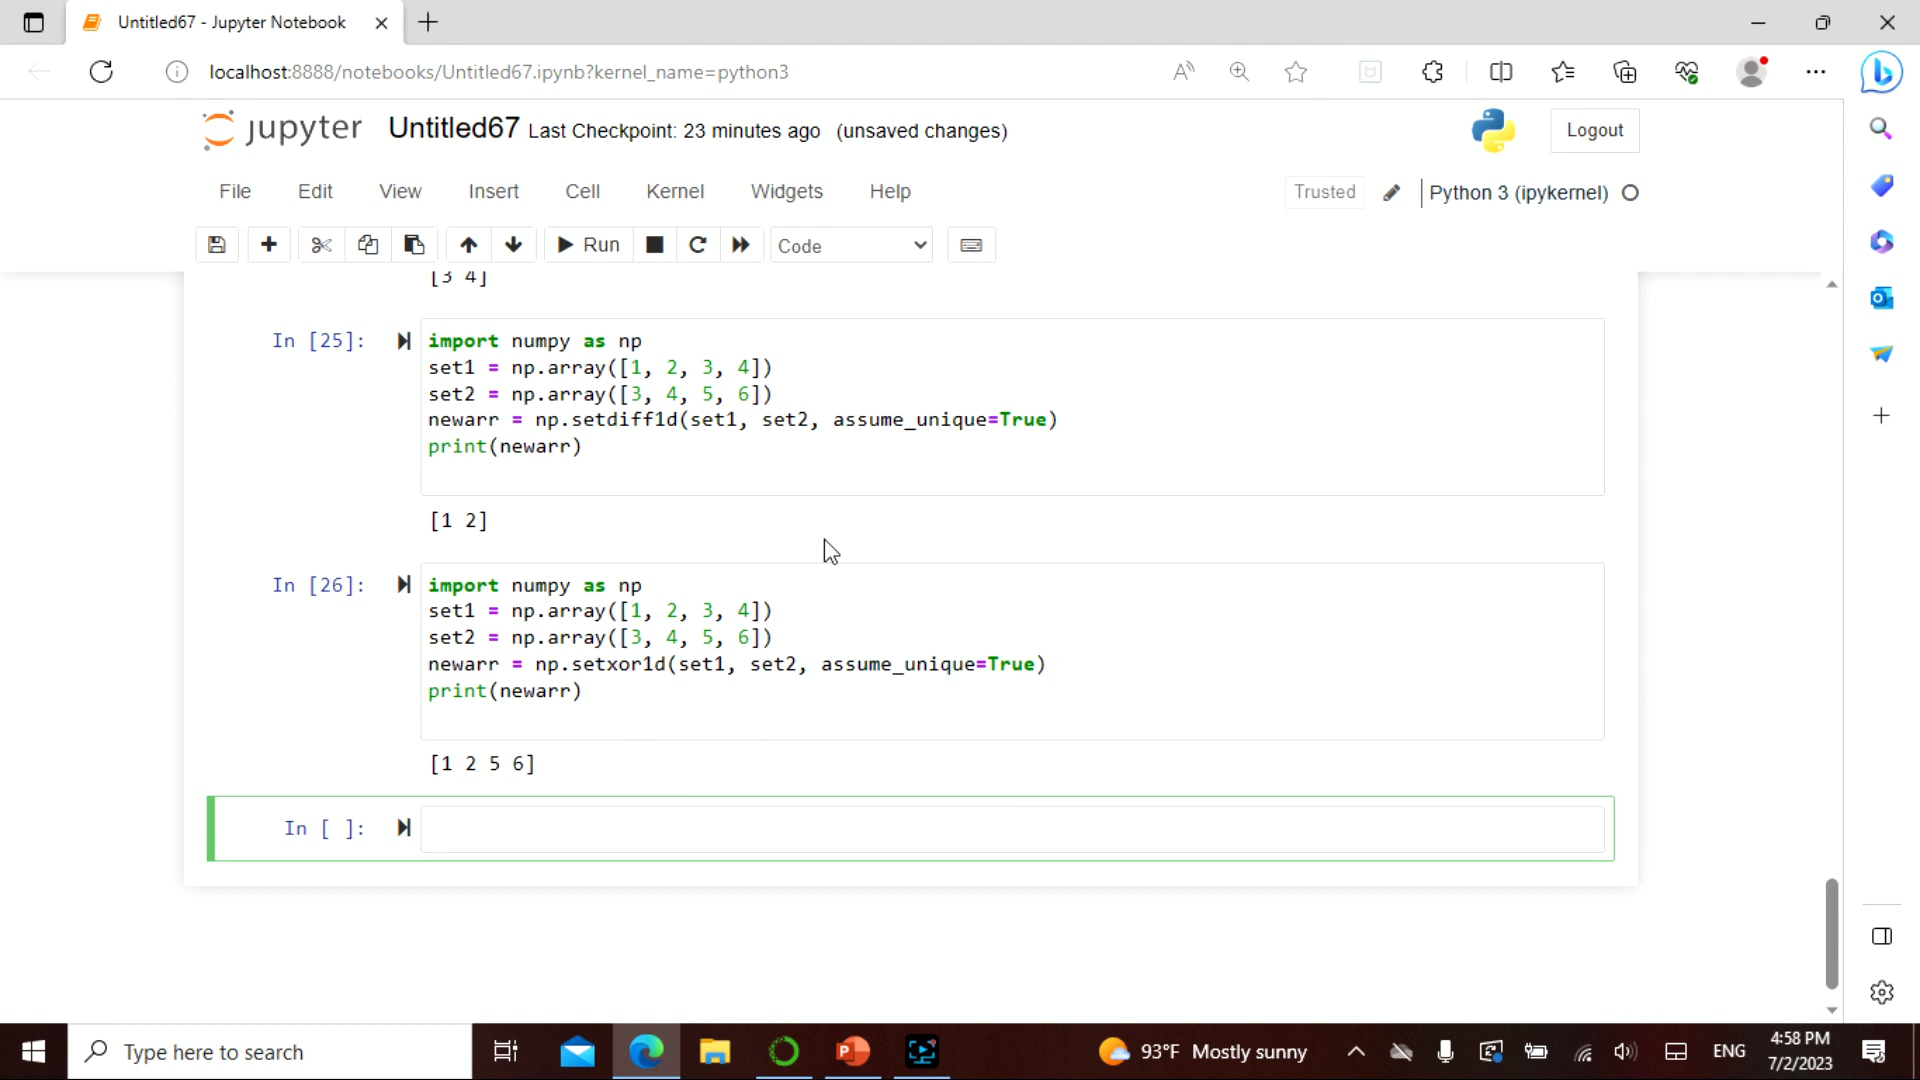 Untitled67 - Jupyter Notebook
localhost:8888/notebooks/Untitled67.ipynb?kernel_name=python3
jupyter Untitled67 Last Checkpoint: 23 minutes ago (unsaved changes)
Logout
File Edit View Insert Cell Kernel Widgets Help
Trusted Python 3 (ipykernel)
Run Code
[3 4]
In [25]: import numpy as np
set1 = np.array([1, 2, 3, 4])
set2 = np.array([3, 4, 5, 6])
newarr = np.setdiff1d(set1, set2, assume_unique=True)
print(newarr)
[1 2]
In [26]: import numpy as np
set1 = np.array([1, 2, 3, 4])
set2 = np.array([3, 4, 5, 6])
newarr = np.setxor1d(set1, set2, assume_unique=True)
print(newarr)
[1 2 5 6]
In [ ]:
Type here to search
93°F Mostly sunny
ENG
4:58 PM
7/2/2023